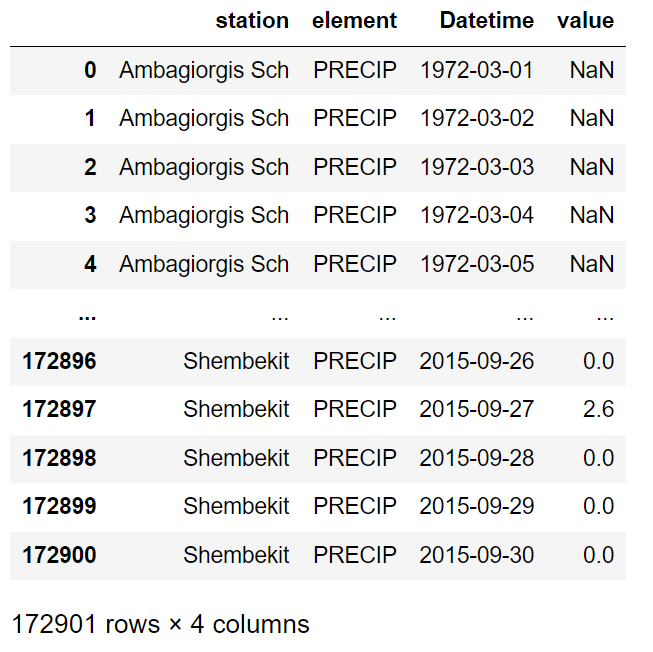 station element Datetime value
0 Ambagiorgis Sch PRECIP 1972-03-01 NaN
1 Ambagiorgis Sch PRECIP 1972-03-02 NaN
2 Ambagiorgis Sch PRECIP 1972-03-03 NaN
3 Ambagiorgis Sch PRECIP 1972-03-04 NaN
4 Ambagiorgis Sch PRECIP 1972-03-05 NaN
... ... ... ... ...
172896 Shembekit PRECIP 2015-09-26 0.0
172897 Shembekit PRECIP 2015-09-27 2.6
172898 Shembekit PRECIP 2015-09-28 0.0
172899 Shembekit PRECIP 2015-09-29 0.0
172900 Shembekit PRECIP 2015-09-30 0.0
172901 rows × 4 columns